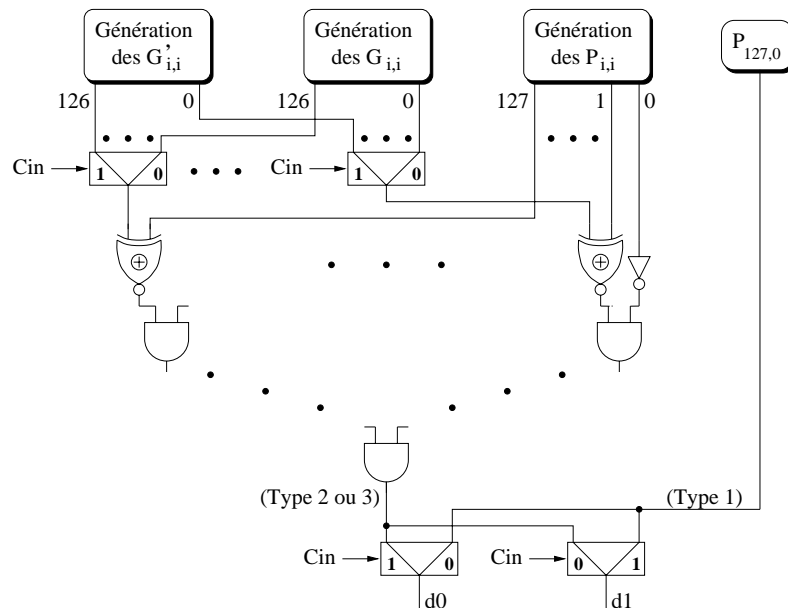 Génération
des G'i,i
Génération
des Gi,i
Génération
des Pi,i
P127,0
126 0 126 0 127 1 0
Cin 1 0 Cin 1 0
+ +
(Type 2 ou 3) (Type 1)
Cin 1 0 Cin 0 1
d0 d1